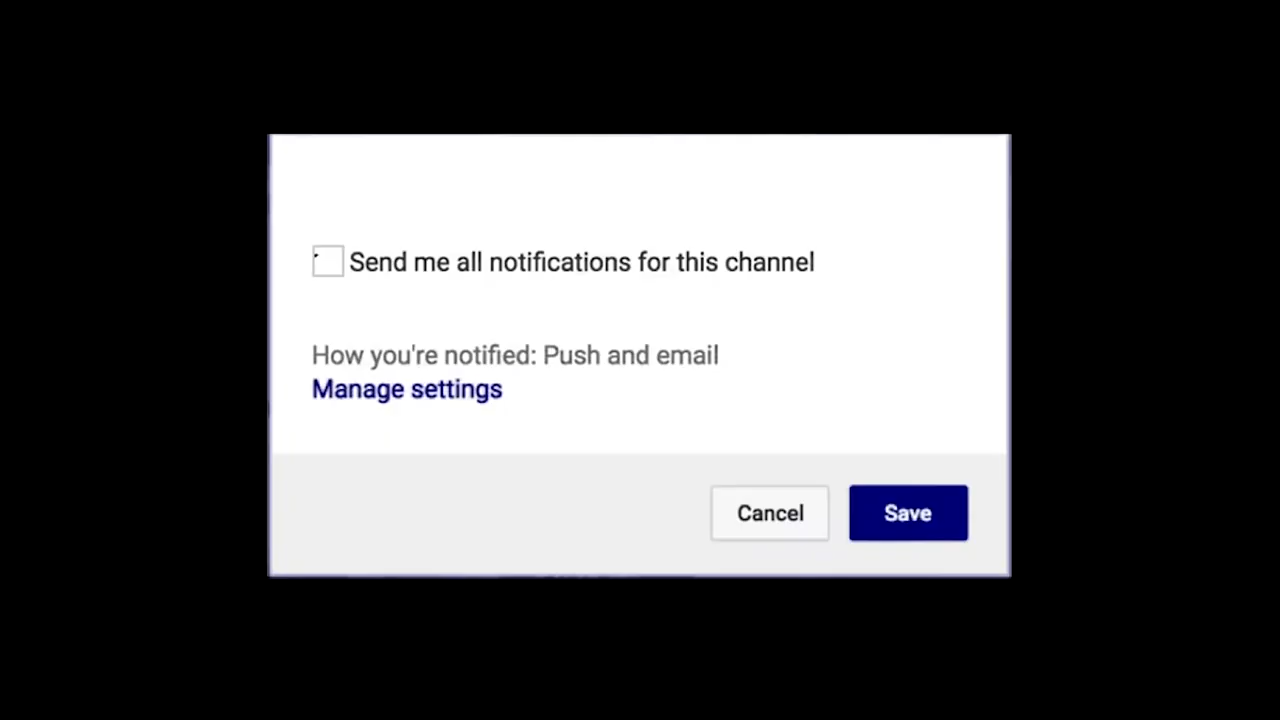 Send me all notifications for this channel
How you're notified: Push and email
Manage settings
Cancel Save